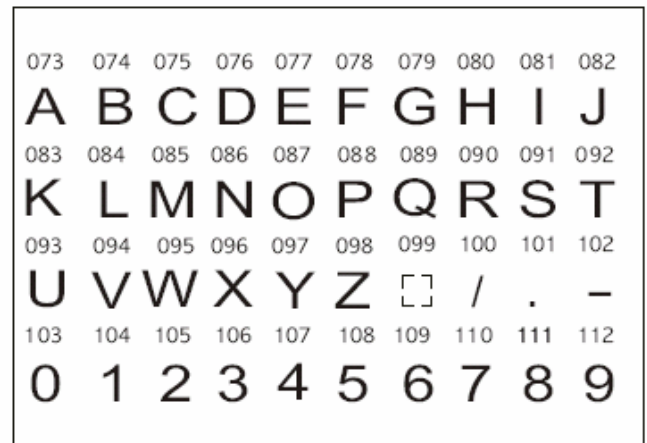 073 074 075 076 077 078 079 080 081 082
A B C D E F G H I J
083 084 085 086 087 088 089 090 091 092
K L M N O P Q R S T
093 094 095 096 097 098 099 100 101 102
U V W X Y Z / . –
103 104 105 106 107 108 109 110 111 112
0 1 2 3 4 5 6 7 8 9